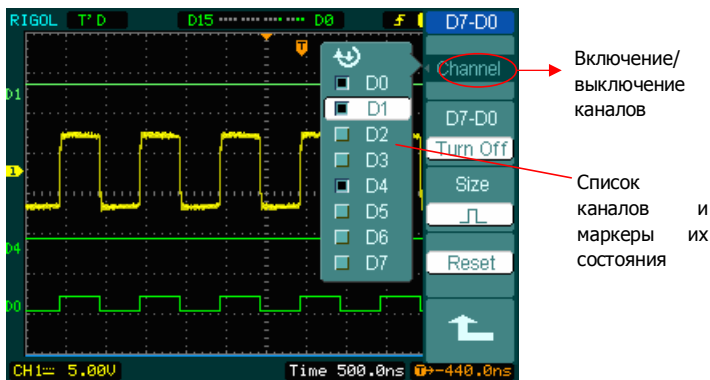 RIGOL T'D D15 D0 D7-D0
Channel
D0
D1
D2
D3
D4
D5
D6
D7
D7-D0
Turn Off
Size
Reset
D1
1
D4
D0
T
CH1 5.00V Time 500.0ns T→-440.0ns
Включение/
выключение
каналов
Список
каналов и
маркеры их
состояния